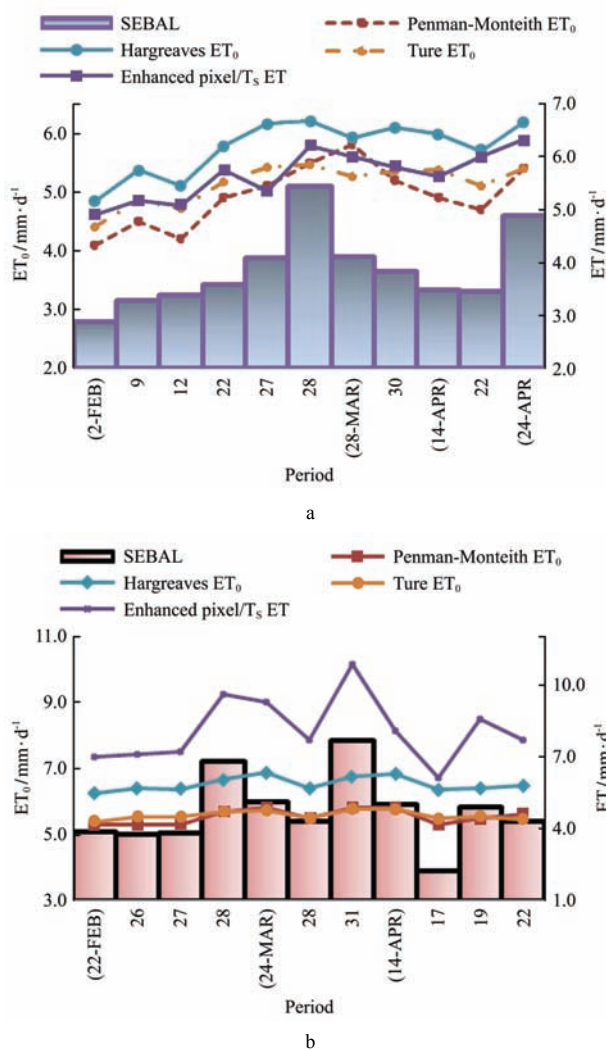 SEBAL Penman-Monteith ET₀
Hargreaves ET₀ Ture ET₀
Enhanced pixel/Tₛ ET
ET₀/mm·d⁻¹
6.0
5.0
4.0
3.0
2.0
7.0
6.0
5.0
4.0
3.0
2.0
ET/mm·d⁻¹
(2-FEB) 9 12 22 27 28 (28-MAR) 30 (14-APR) 22 (24-APR
Period
a
SEBAL Penman-Monteith ET₀
Hargreaves ET₀ Ture ET₀
Enhanced pixel/Tₛ ET
ET₀/mm·d⁻¹
11.0
9.0
7.0
5.0
3.0
10.0
7.0
4.0
1.0
ET/mm·d⁻¹
(22-FEB) 26 27 28 (24-MAR) 28 31 (14-APR) 17 19 22
Period
b